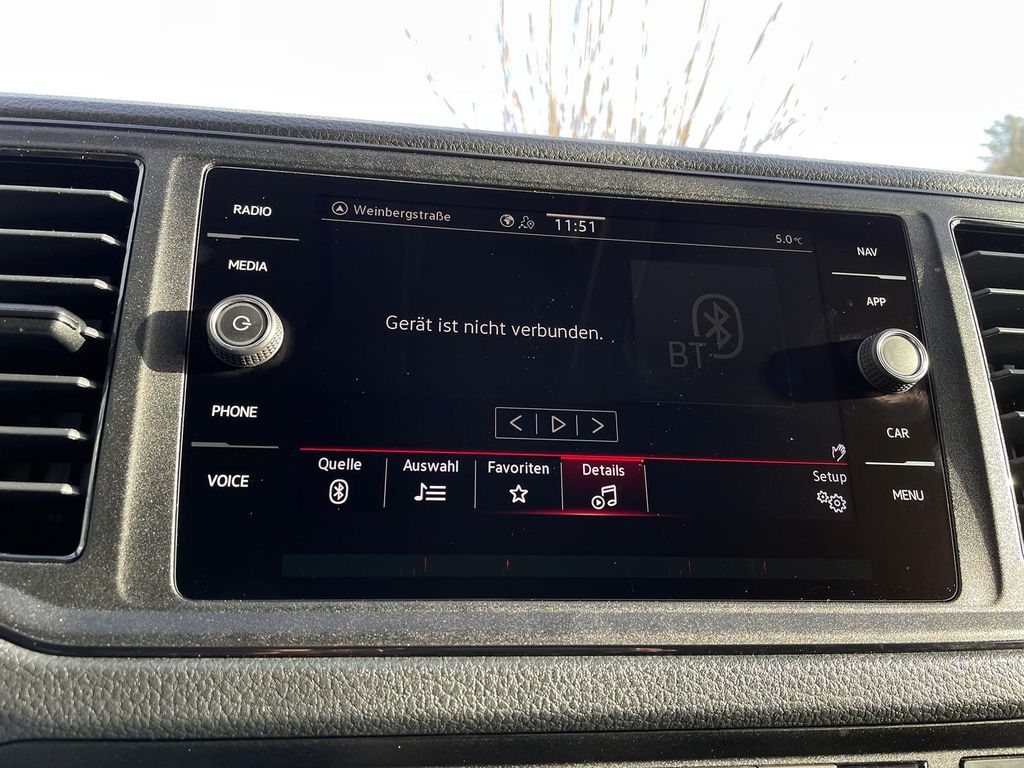 RADIO
MEDIA
PHONE
VOICE
Weinbergstraße
11:51
5.0°C
Gerät ist nicht verbunden.
BT
Quelle
Auswahl
Favoriten
Details
Setup
NAV
APP
CAR
MENU